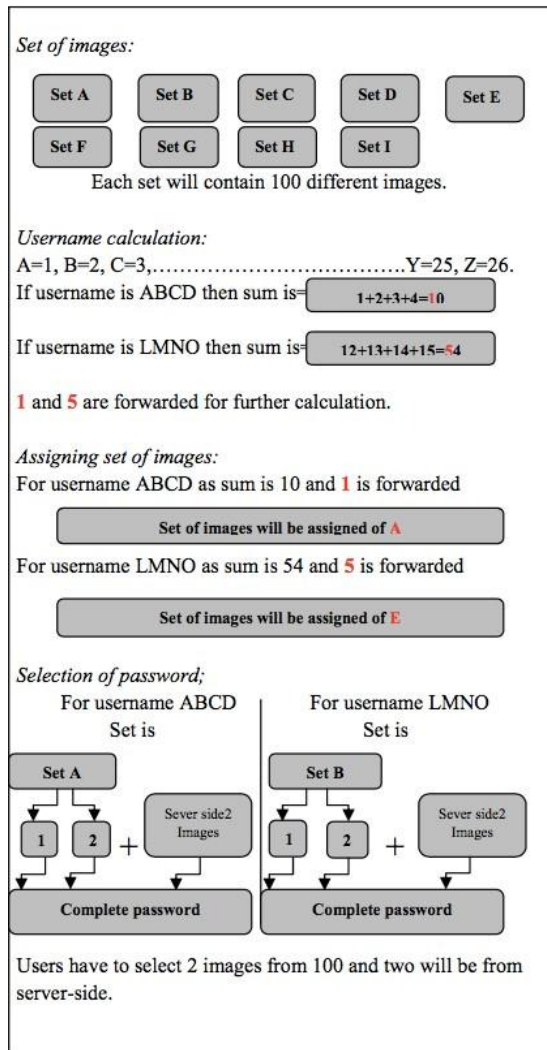 Set of images:
Set A Set B Set C Set D Set E
Set F Set G Set H Set I
Each set will contain 100 different images.
Username calculation:
A=1, B=2, C=3,……………………………….Y=25, Z=26.
If username is ABCD then sum is= 1+2+3+4=10
If username is LMNO then sum is= 12+13+14+15=54
1 and 5 are forwarded for further calculation.
Assigning set of images:
For username ABCD as sum is 10 and 1 is forwarded
Set of images will be assigned of A
For username LMNO as sum is 54 and 5 is forwarded
Set of images will be assigned of E
Selection of password;
For username ABCD For username LMNO
Set is Set is
Set A Set B
Sever side2 Sever side2
1 2 + Images 1 2 + Images
Complete password Complete password
Users have to select 2 images from 100 and two will be from
server-side.